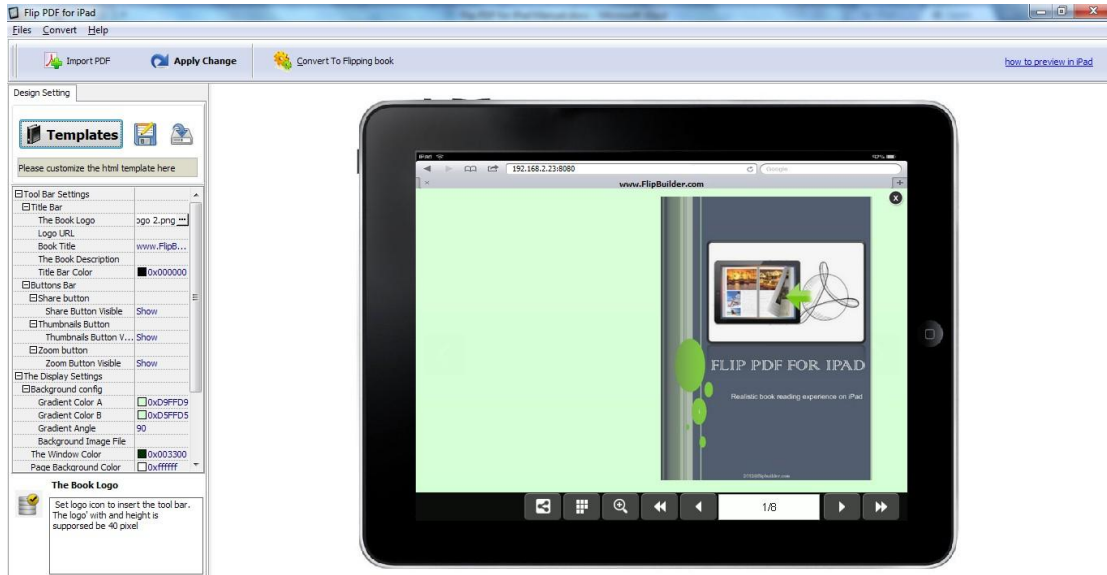 Flip PDF for iPad
Files Convert Help
Import PDF Apply Change Convert To Flipping book how to preview in iPad
Design Setting
Templates
Please customize the html template here
Tool Bar Settings
Title Bar
The Book Logo ogo 2.png ...
Logo URL
Book Title www.FlipB...
The Book Description
Title Bar Color 0x000000
Buttons Bar
Share button
Share Button Visible Show
Thumbnails Button
Thumbnails Button V... Show
Zoom button
Zoom Button Visible Show
The Display Settings
Background config
Gradient Color A 0xD9FFD9
Gradient Color B 0xD5FFD5
Gradient Angle 90
Background Image File
The Window Color 0x003300
Page Background Color 0xffffff
The Book Logo
Set logo icon to insert the tool bar.
The logo' with and height is
supporsed be 40 pixel
iPad 97%
192.168.2.23:8080 Google
www.FlipBuilder.com
X
FLIP PDF FOR IPAD
Realistic book reading experience on iPad
1/8